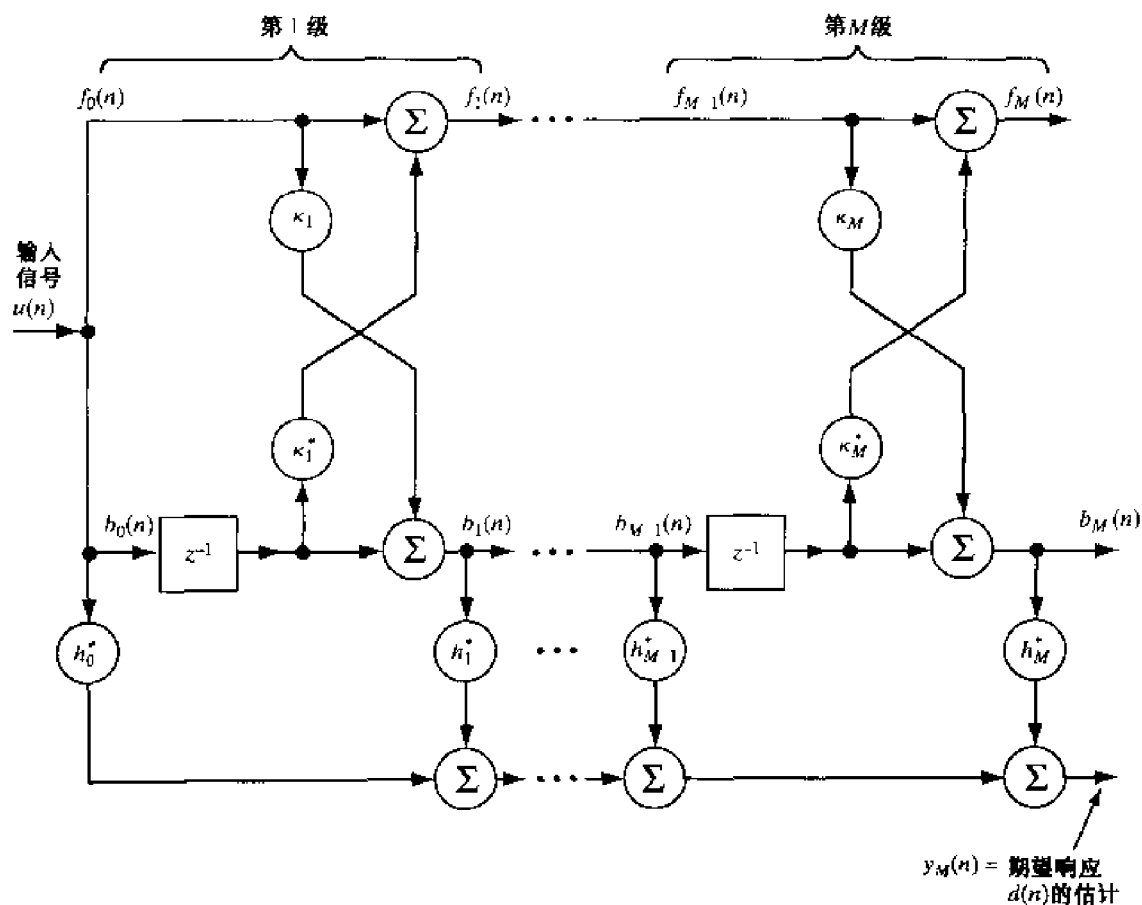 第1级 第M级
f₀(n) f₁(n) f_{M-1}(n) f_M(n)
Σ ··· Σ
κ₁ κ_M
输入
信号
u(n)
κ₁* κ_M*
b₀(n) z⁻¹ Σ b₁(n) ··· b_{M-1}(n) z⁻¹ Σ b_M(n)
h₀* h₁* ··· h*_{M-1} h_M*
Σ ··· Σ Σ
y_M(n) = 期望响应
d(n)的估计